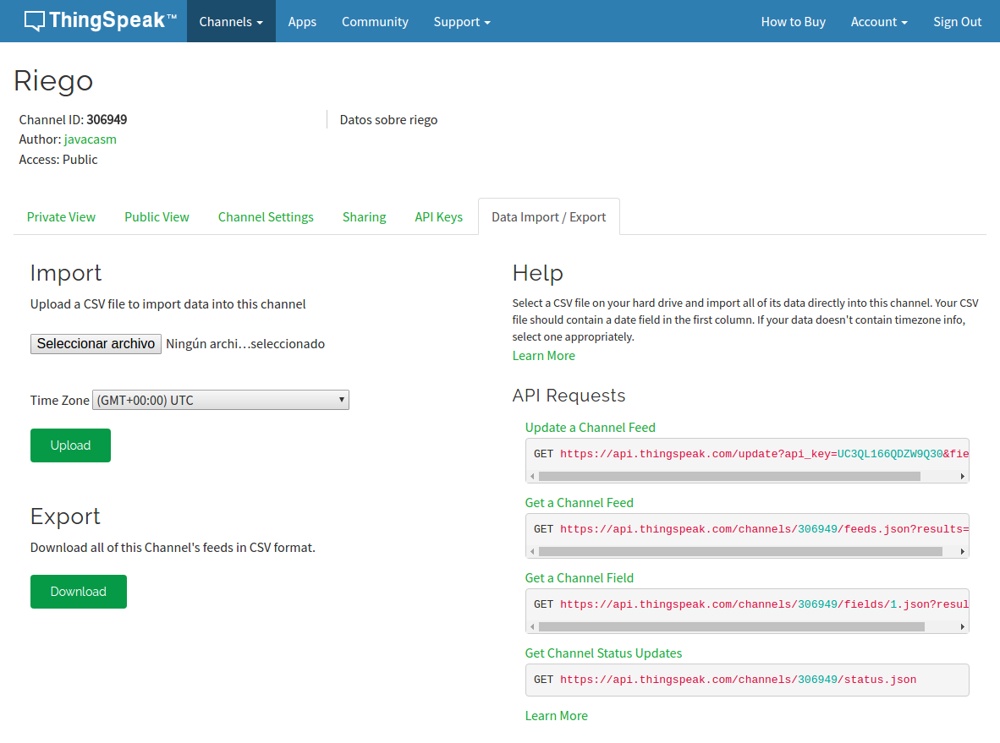 ThingSpeak™ Channels Apps Community Support How to Buy Account Sign Out
Riego
Channel ID: 306949
Author: javacasm
Access: Public
Datos sobre riego
Private View Public View Channel Settings Sharing API Keys Data Import / Export
Import
Upload a CSV file to import data into this channel
Seleccionar archivo Ningún archi…seleccionado
Time Zone (GMT+00:00) UTC
Upload
Export
Download all of this Channel's feeds in CSV format.
Download
Help
Select a CSV file on your hard drive and import all of its data directly into this channel. Your CSV
file should contain a date field in the first column. If your data doesn't contain timezone info,
select one appropriately.
Learn More
API Requests
Update a Channel Feed
GET https://api.thingspeak.com/update?api_key=UC3QL166QDZW9Q30&fie
Get a Channel Feed
GET https://api.thingspeak.com/channels/306949/feeds.json?results=
Get a Channel Field
GET https://api.thingspeak.com/channels/306949/fields/1.json?resul
Get Channel Status Updates
GET https://api.thingspeak.com/channels/306949/status.json
Learn More